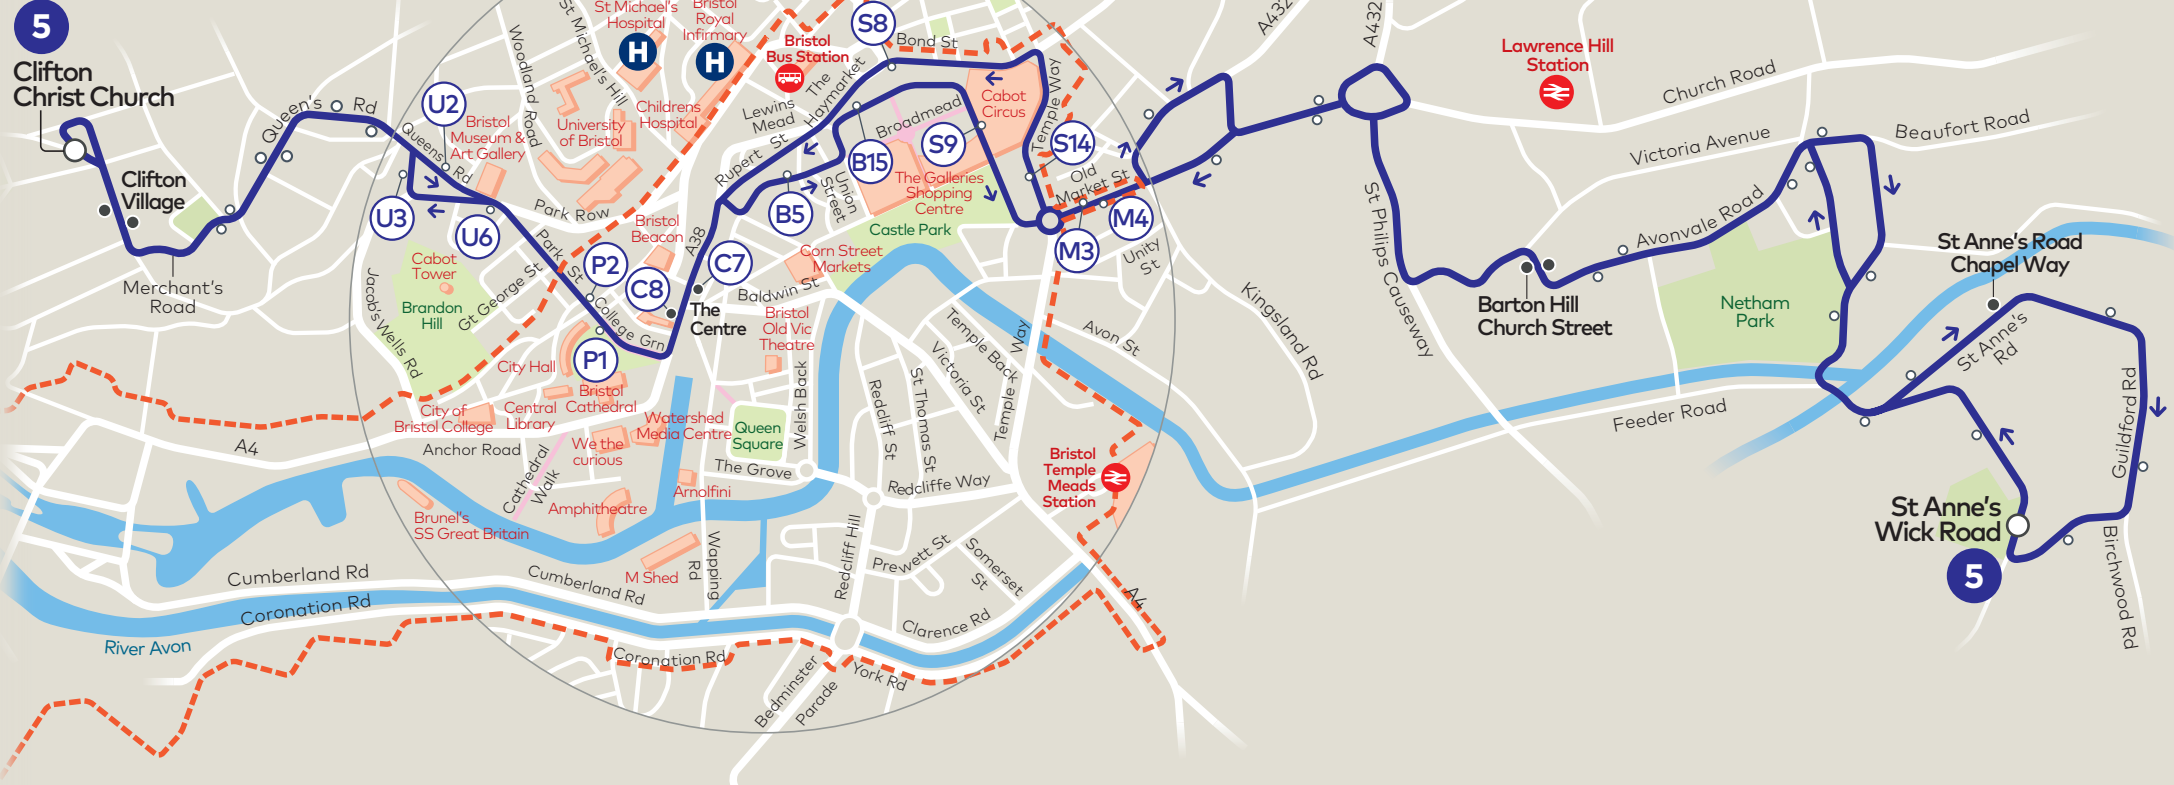 5
Clifton
Christ Church
Clifton
Village
Merchant's
Road
Queen's
Rd
U2
Queens
Rd
U3
U6
Bristol
Museum &
Art Gallery
Woodland Road
St Michael's Hill
St Michael's
Hospital
H
Bristol
Royal
Infirmary
H
University
of Bristol
Childrens
Hospital
Bristol
Bus Station
Lewins
Mead
The
Haymarket
Rupert St
S8
Bond St
Broadmead
Cabot
Circus
Temple Way
S14
S9
B15
B5
Union
Street
The Galleries
Shopping
Centre
Castle Park
Old
Market St
M4
M3
Unity
St
A432
A432
Park Row
Park St
Bristol
Beacon
A38
P2
C8
C7
The
Centre
College Grn
P1
Baldwin St
Corn Street
Markets
Bristol
Old Vic
Theatre
Cabot
Tower
Brandon
Hill
Jacob's Wells Rd
Gt George St
City Hall
Bristol
Cathedral
Central
Library
City of
Bristol College
Anchor Road
A4
Cathedral
Walk
We the
curious
Watershed
Media Centre
Queen
Square
Welsh Back
The Grove
Arnolfini
Amphitheatre
Brunel's
SS Great Britain
M Shed
Wapping
Rd
Cumberland Rd
Cumberland Rd
Coronation Rd
Coronation Rd
River Avon
Redcliff St
St Thomas St
Victoria St
Temple Back
Temple
Way
Avon St
Redcliffe Way
Redcliff Hill
Prewett St
Somerset
St
Clarence Rd
York Rd
Bedminster
Parade
A4
Bristol
Temple
Meads
Station
Kingsland Rd
St Philips Causeway
Lawrence Hill
Station
Church Road
Victoria Avenue
Beaufort Road
Avonvale Road
Barton Hill
Church Street
Netham
Park
Feeder Road
St Anne's Road
Chapel Way
St Anne's
Rd
Guildford Rd
Birchwood Rd
St Anne's
Wick Road
5